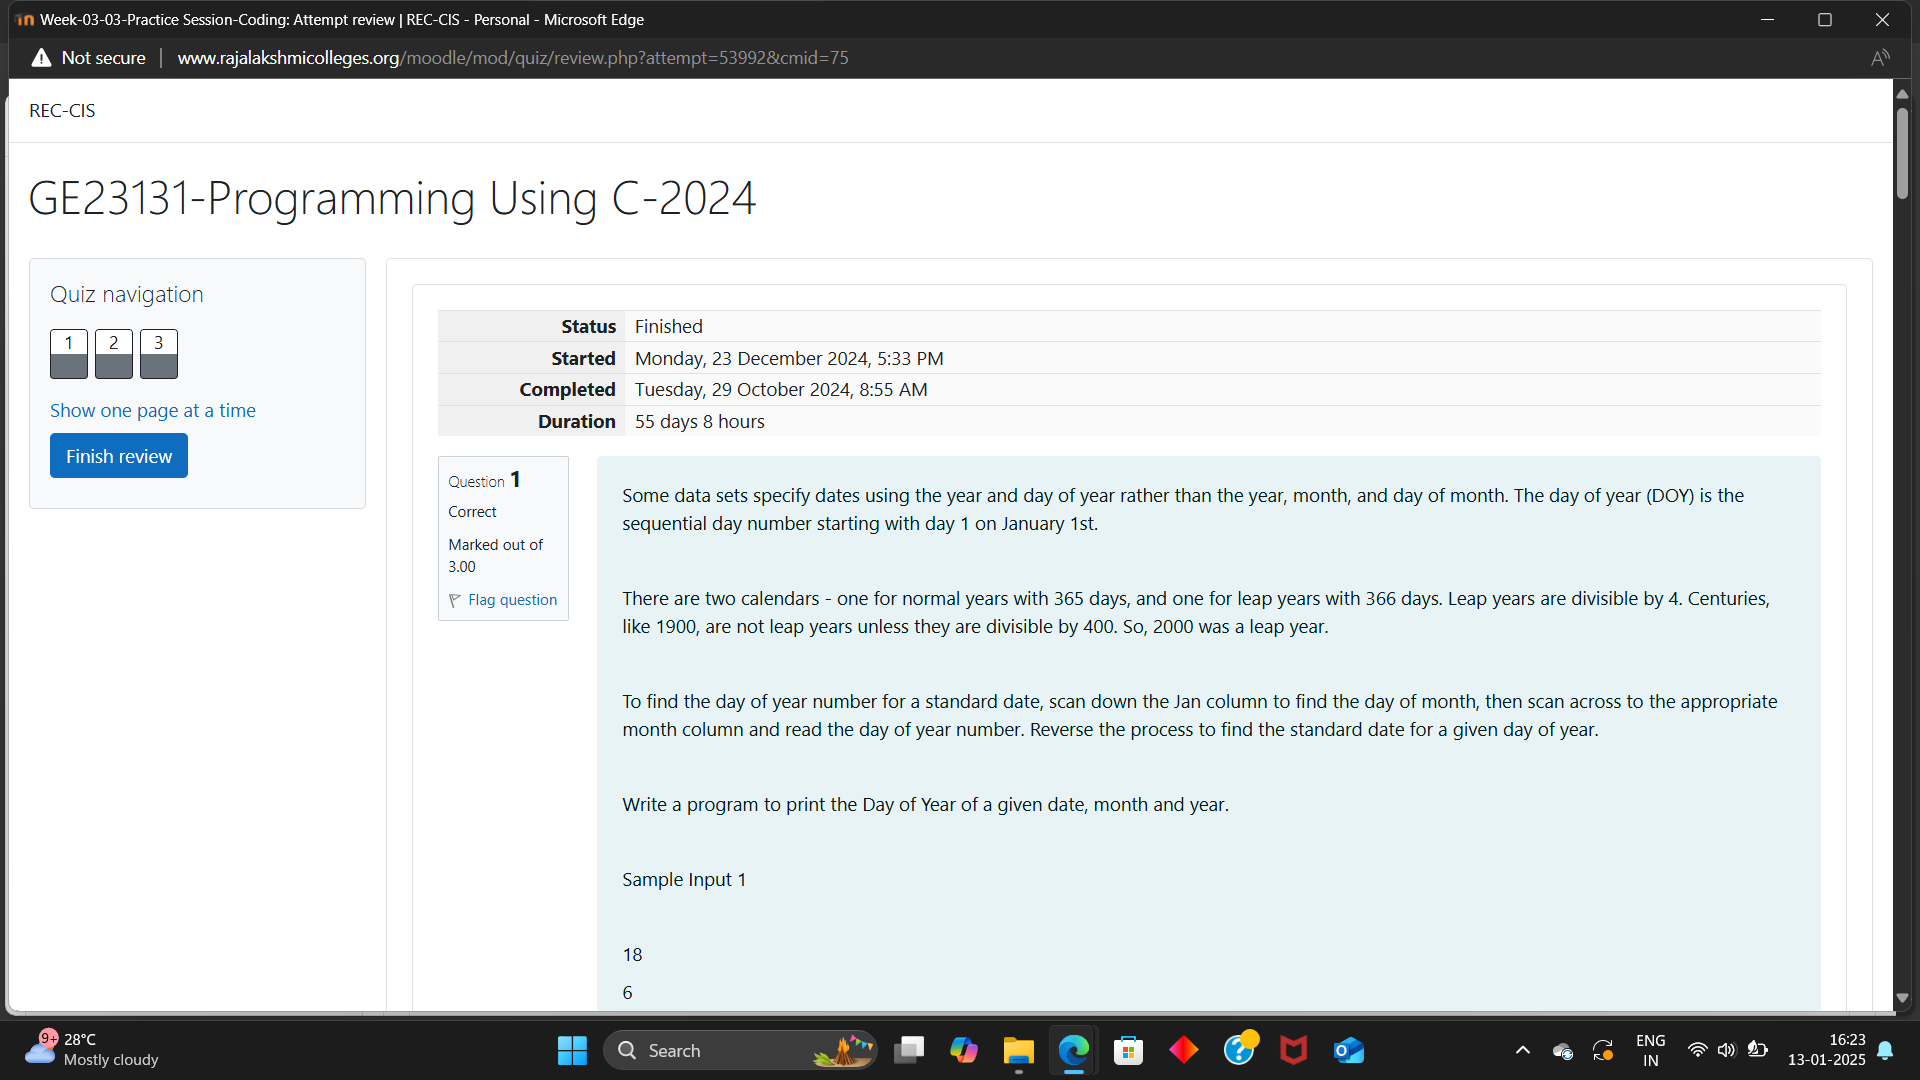 Week-03-03-Practice Session-Coding: Attempt review | REC-CIS - Personal - Microsoft Edge
Not secure | www.rajalakshmicolleges.org/moodle/mod/quiz/review.php?attempt=53992&cmid=75
REC-CIS
GE23131-Programming Using C-2024
Quiz navigation
1 2 3
Show one page at a time
Finish review
Status Finished
Started Monday, 23 December 2024, 5:33 PM
Completed Tuesday, 29 October 2024, 8:55 AM
Duration 55 days 8 hours
Question 1
Correct
Marked out of
3.00
Flag question
Some data sets specify dates using the year and day of year rather than the year, month, and day of month. The day of year (DOY) is the
sequential day number starting with day 1 on January 1st.
There are two calendars - one for normal years with 365 days, and one for leap years with 366 days. Leap years are divisible by 4. Centuries,
like 1900, are not leap years unless they are divisible by 400. So, 2000 was a leap year.
To find the day of year number for a standard date, scan down the Jan column to find the day of month, then scan across to the appropriate
month column and read the day of year number. Reverse the process to find the standard date for a given day of year.
Write a program to print the Day of Year of a given date, month and year.
Sample Input 1
18
6
9+
28°C
Mostly cloudy
Search
ENG
IN
16:23
13-01-2025